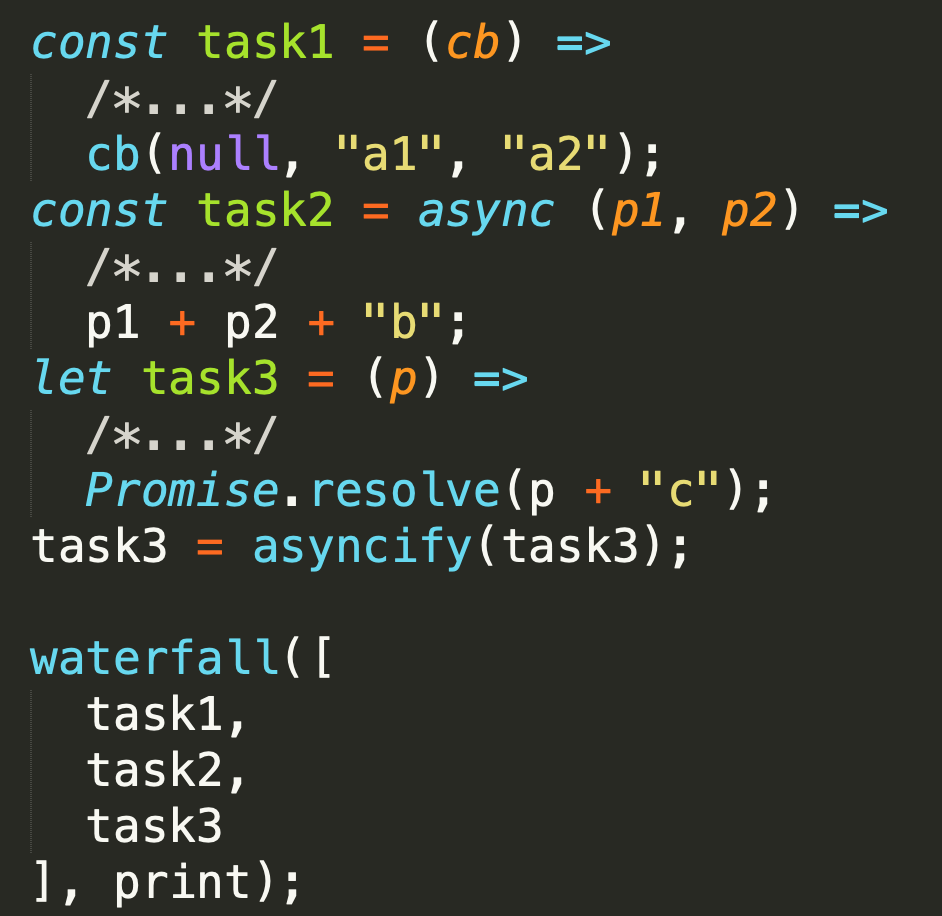 const task1 = (cb) =>
  /*...*/
  cb(null, "a1", "a2");
const task2 = async (p1, p2) =>
  /*...*/
  p1 + p2 + "b";
let task3 = (p) =>
  /*...*/
  Promise.resolve(p + "c");
task3 = asyncify(task3);

waterfall([
  task1,
  task2,
  task3
], print);